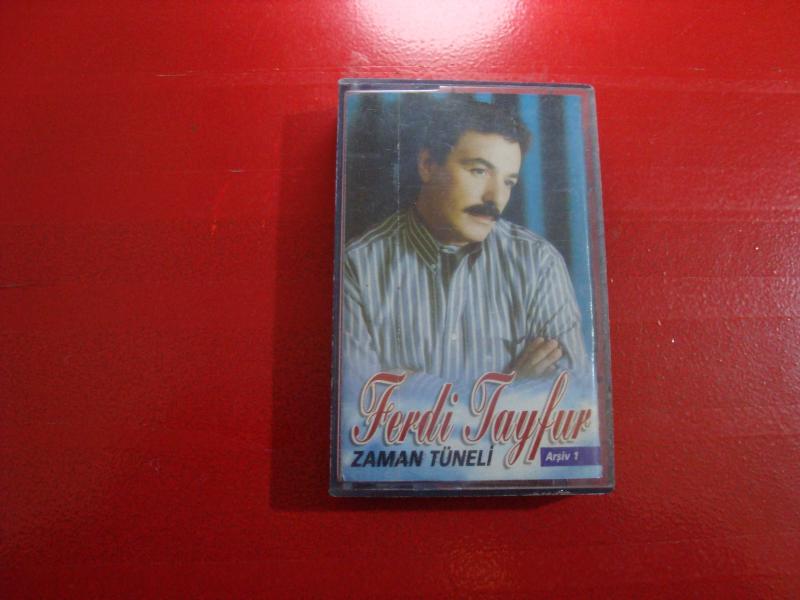 Ferdi Tayfur
ZAMAN TÜNELİ
Arşiv 1